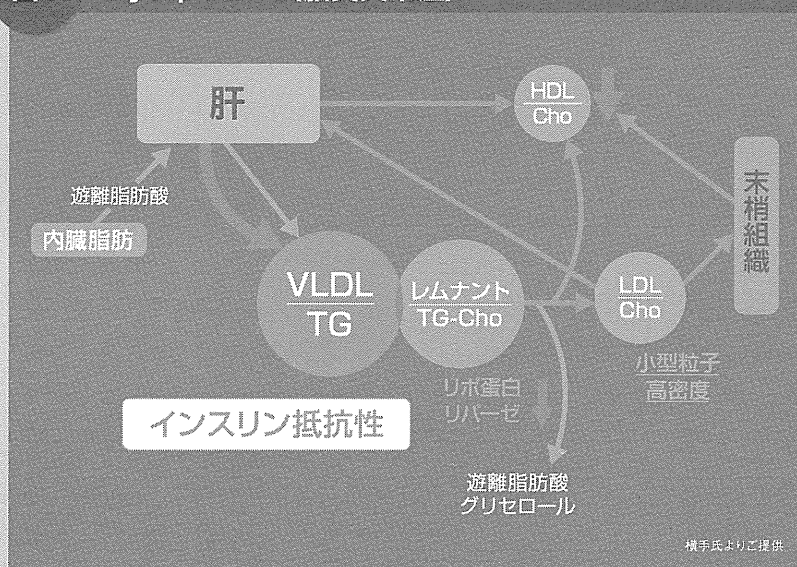 肝
HDL
Cho
遊離脂肪酸
内臓脂肪
末梢組織
VLDL
TG
レムナント
TG-Cho
LDL
Cho
小型粒子
高密度
リポ蛋白
リパーゼ
インスリン抵抗性
遊離脂肪酸
グリセロール
横手氏よりご提供